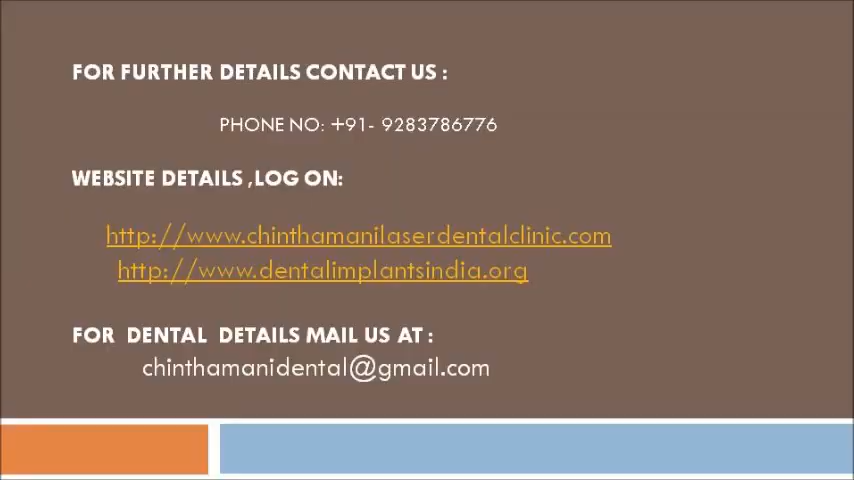 FOR FURTHER DETAILS CONTACT US :
PHONE NO: +91- 9283786776
WEBSITE DETAILS ,LOG ON:
http://www.chinthamanilaserdentalclinic.com
http://www.dentalimplantsindia.org
FOR DENTAL DETAILS MAIL US AT :
chinthamanidental@gmail.com